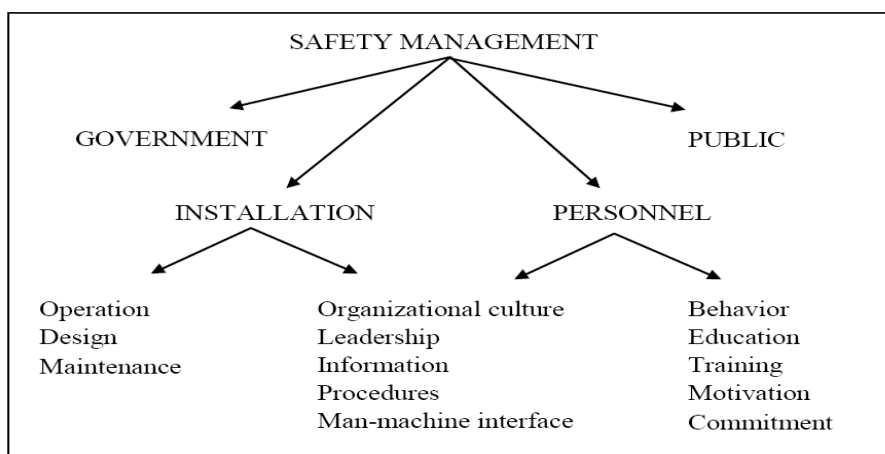 SAFETY MANAGEMENT
GOVERNMENT
PUBLIC
INSTALLATION
PERSONNEL
Operation
Design
Maintenance
Organizational culture
Leadership
Information
Procedures
Man-machine interface
Behavior
Education
Training
Motivation
Commitment